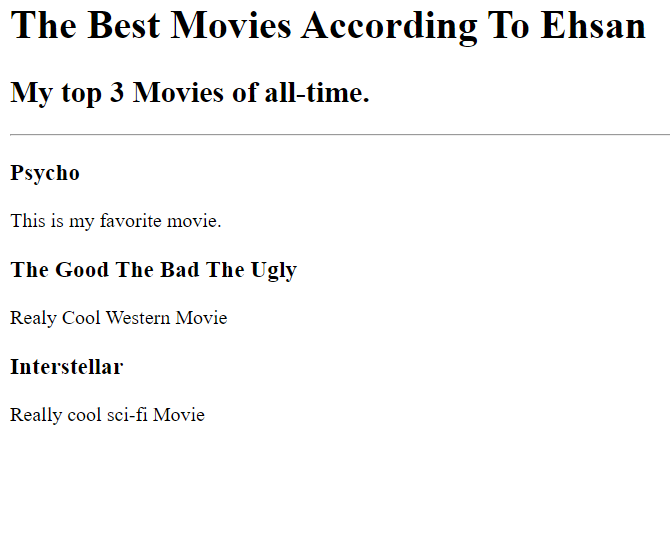 The Best Movies According To Ehsan
My top 3 Movies of all-time.
Psycho
This is my favorite movie.
The Good The Bad The Ugly
Realy Cool Western Movie
Interstellar
Really cool sci-fi Movie